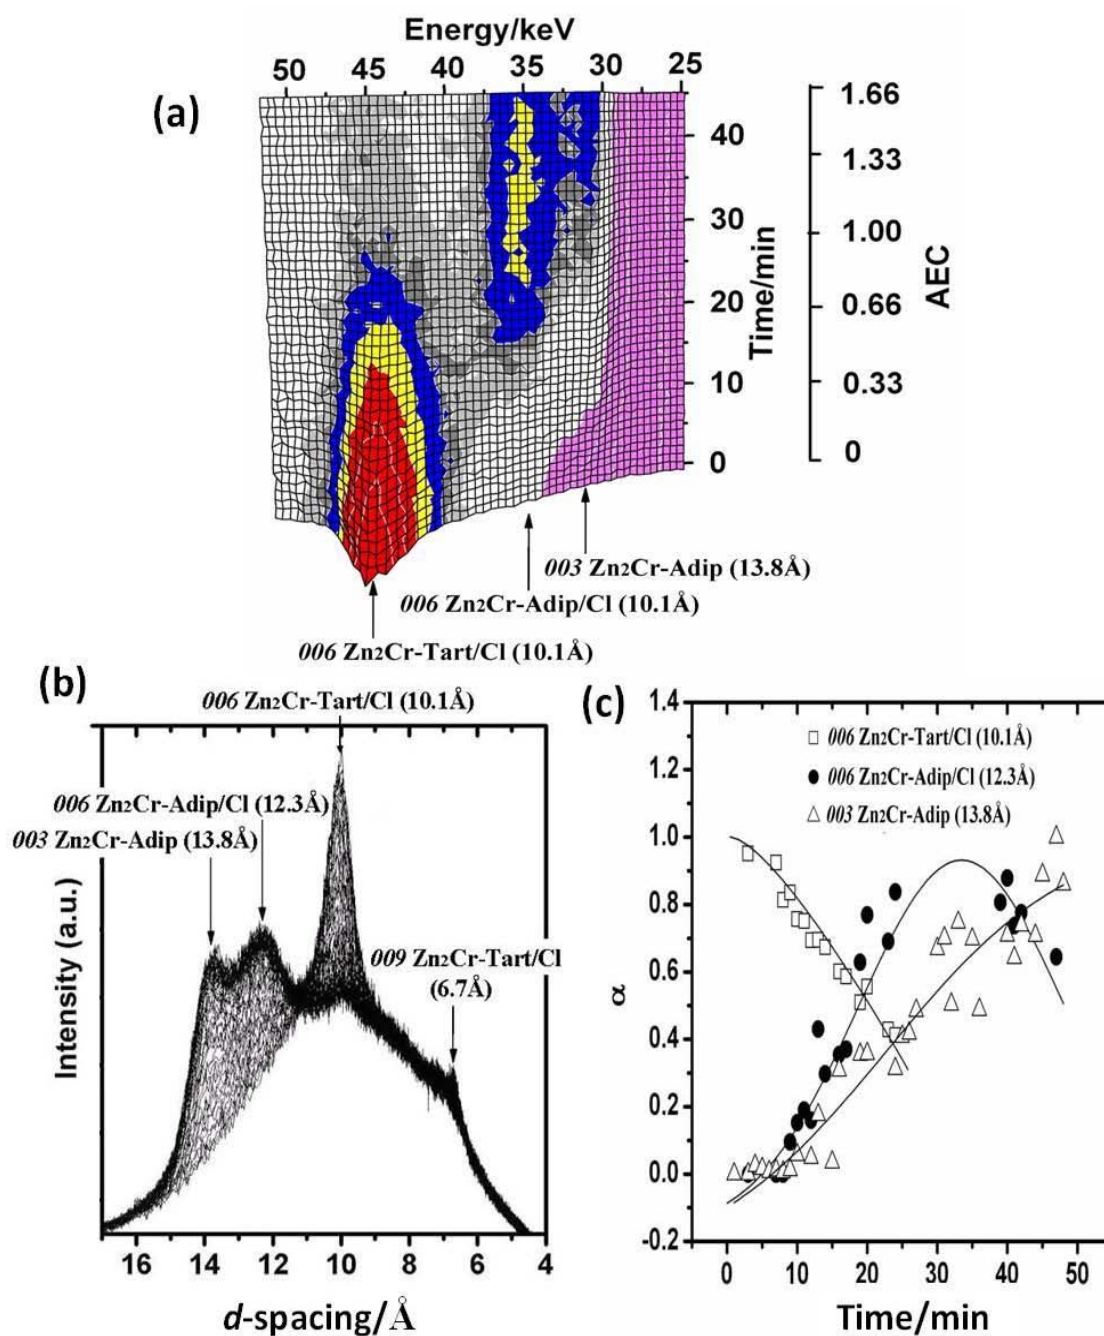 Energy/keV
50 45 40 35 30 25
(a)
1.66
40
1.33
30
1.00
20
0.66
10
0.33
0
0
Time/min
AEC
003 Zn2Cr-Adip (13.8Å)
006 Zn2Cr-Adip/Cl (10.1Å)
006 Zn2Cr-Tart/Cl (10.1Å)
(b)
006 Zn2Cr-Tart/Cl (10.1Å)
006 Zn2Cr-Adip/Cl (12.3Å)
003 Zn2Cr-Adip (13.8Å)
009 Zn2Cr-Tart/Cl
(6.7Å)
Intensity (a.u.)
16 14 12 10 8 6 4
d-spacing/Å
(c)
006 Zn2Cr-Tart/Cl (10.1Å)
006 Zn2Cr-Adip/Cl (12.3Å)
003 Zn2Cr-Adip (13.8Å)
1.4
1.2
1.0
0.8
0.6
0.4
0.2
0.0
-0.2
α
0 10 20 30 40 50
Time/min